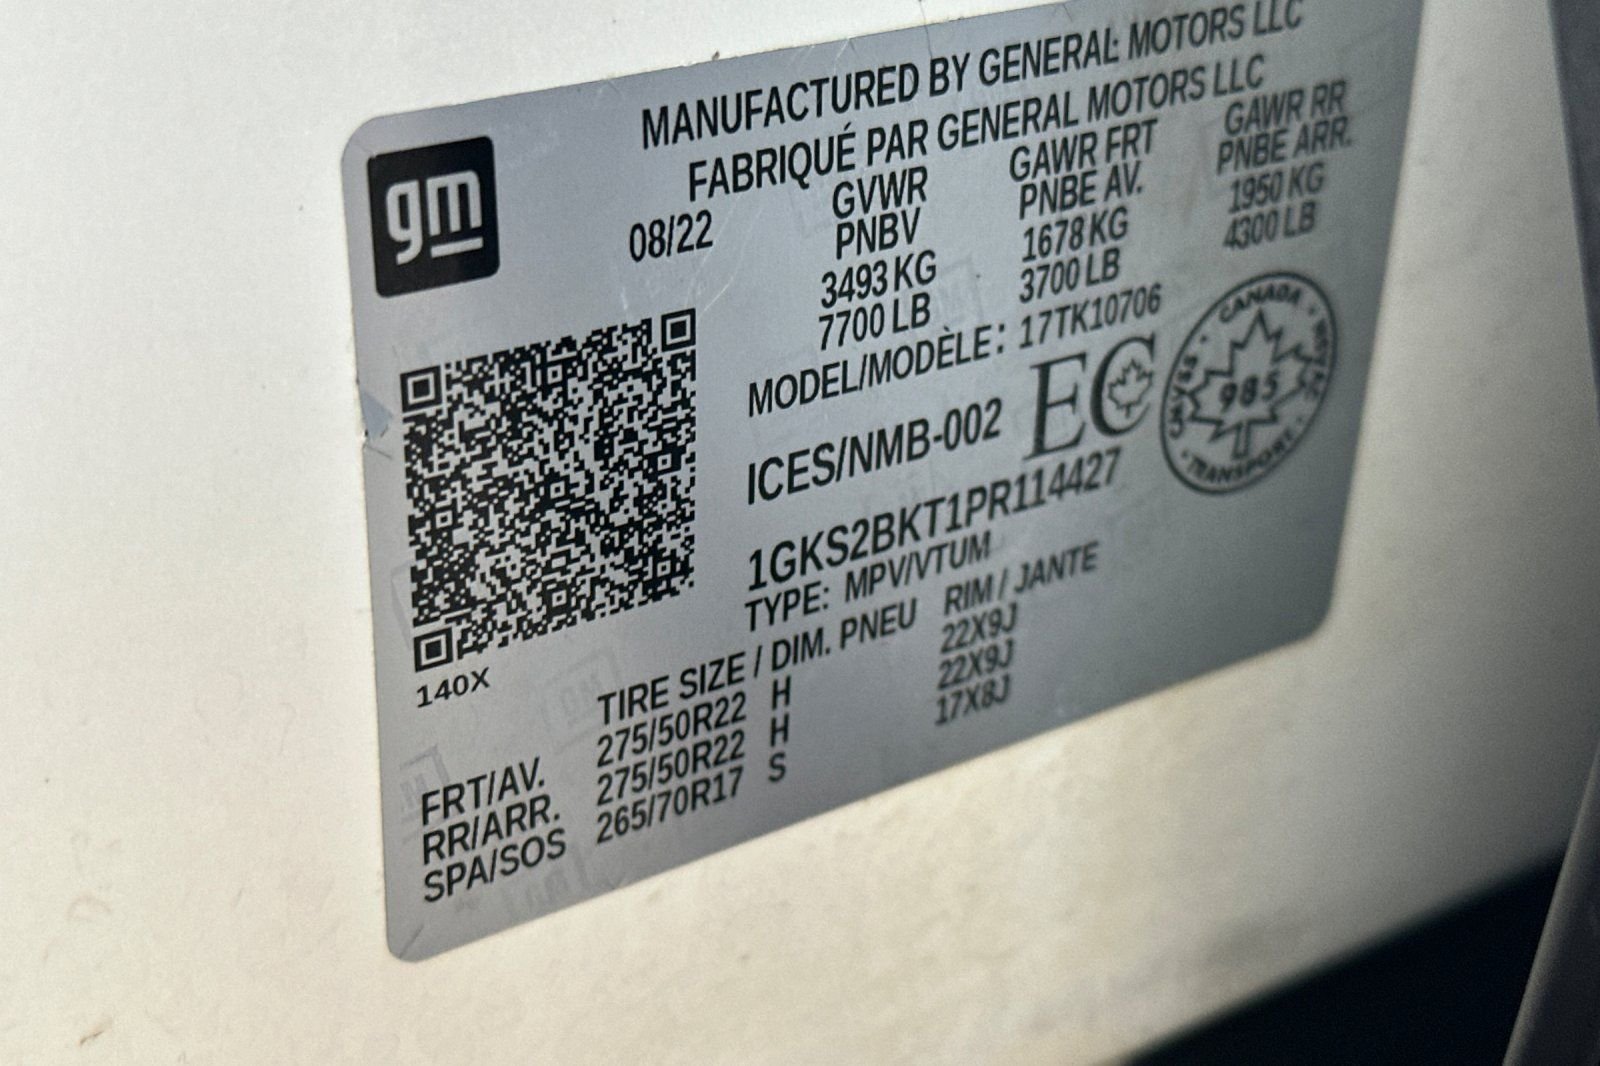 gm
MANUFACTURED BY GENERAL MOTORS LLC
FABRIQUÉ PAR GENERAL MOTORS LLC
08/22
GVWR GAWR FRT GAWR RR
PNBV PNBE AV. PNBE ARR.
3493 KG 1678 KG 1950 KG
7700 LB 3700 LB 4300 LB
MODEL/MODÈLE: 17TK10706
ICES/NMB-002 EC
CANADA
985
TRANSPORT
1GKS2BKT1PR114427
TYPE: MPV/VTUM
140X
TIRE SIZE / DIM. PNEU RIM / JANTE
FRT/AV. 275/50R22 H 22X9J
RR/ARR. 275/50R22 H 22X9J
SPA/SOS 265/70R17 S 17X8J